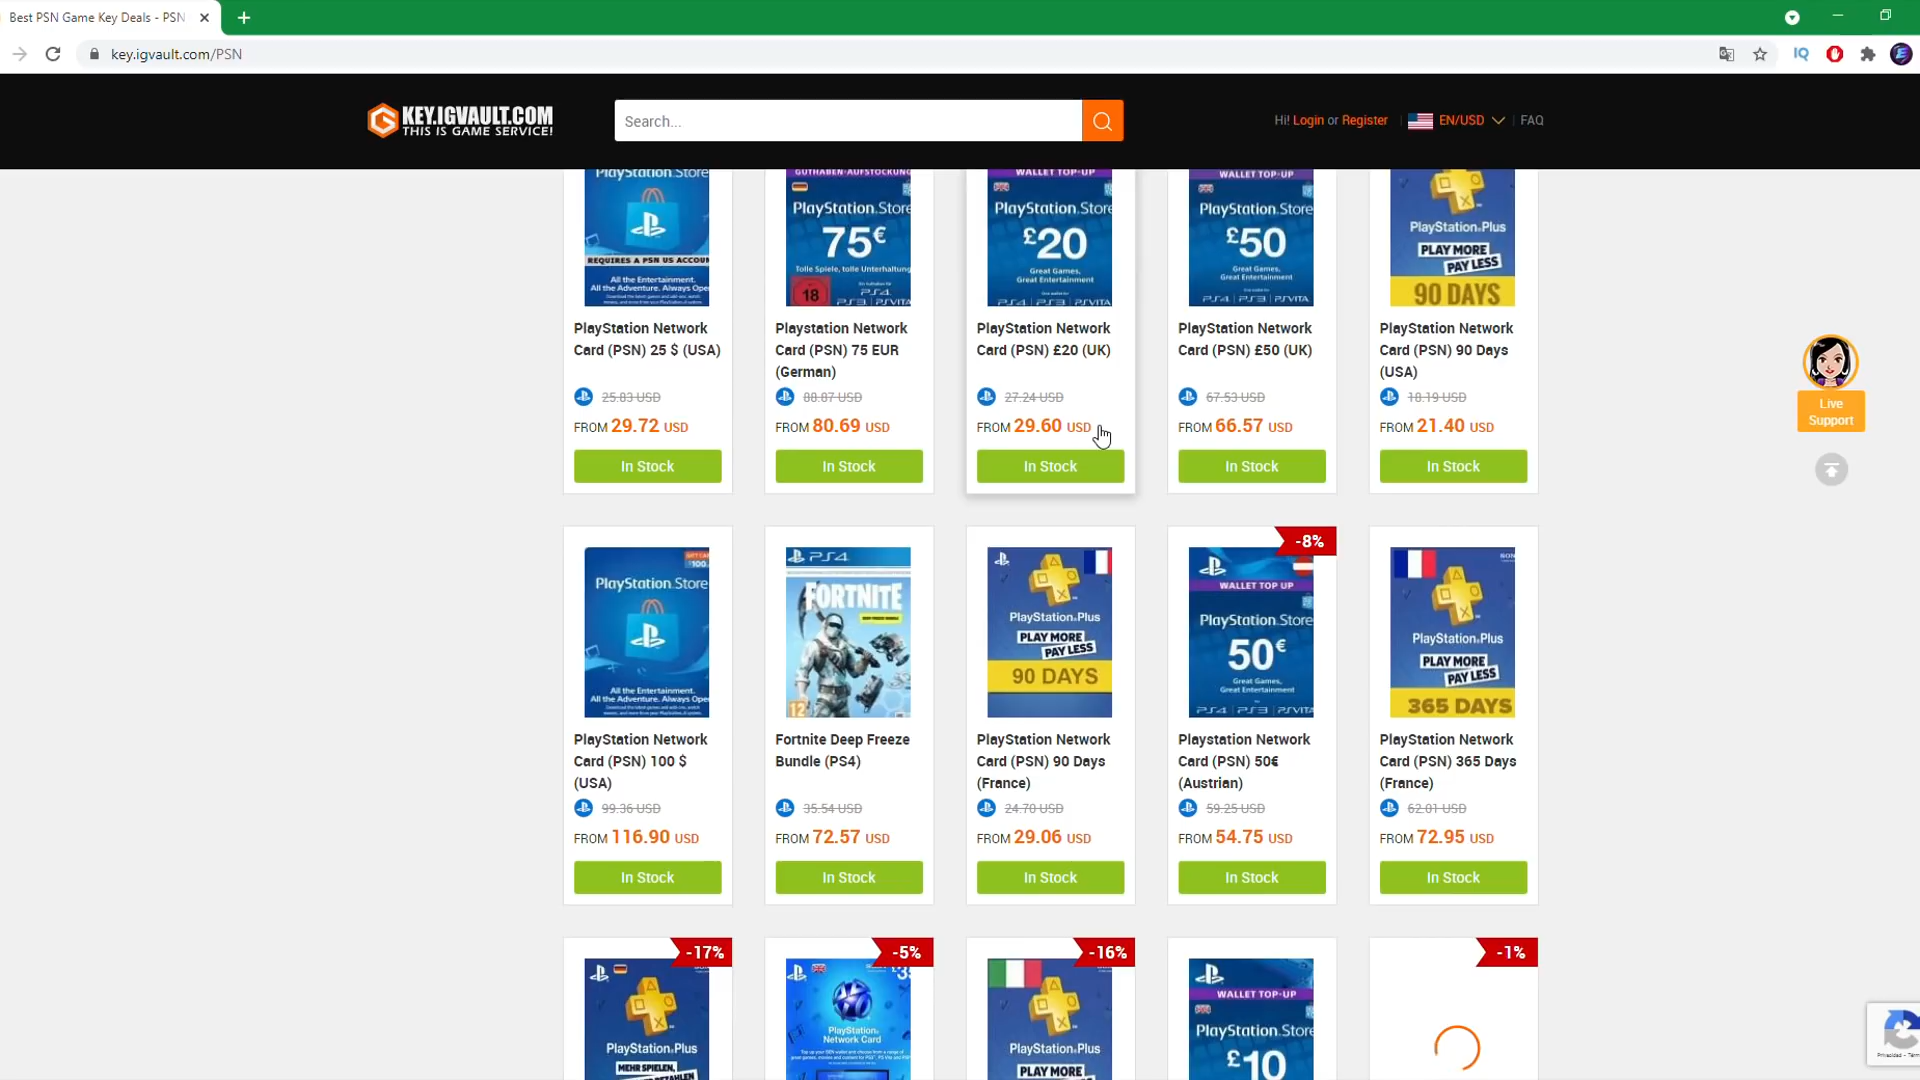 Best PSN Game Key Deals - PSN
key.igvault.com/PSN
KEY.IGVAULT.COM
THIS IS GAME SERVICE!
Search...
Hi! Login or Register
EN/USD
FAQ
PlayStation Store
REQUIRES A PSN US ACCOUN
All the Entertainment.
All the Adventure. Always Ope
PlayStation Network
Card (PSN) 25 $ (USA)
25.83 USD
FROM 29.72 USD
In Stock
GUTHABEN-AUFSTOCKUNG
PlayStation.Store
75€
Tolle Spiele, tolle Unterhaltung
18
PS4
PS3 | PSVITA
Playstation Network
Card (PSN) 75 EUR
(German)
88.87 USD
FROM 80.69 USD
In Stock
WALLET TOP-UP
PlayStation.Store
£20
Great Games,
Great Entertainment
PS4 | PS3 | PSVITA
PlayStation Network
Card (PSN) £20 (UK)
27.24 USD
FROM 29.60 USD
In Stock
WALLET TOP-UP
PlayStation.Store
£50
Great Games,
Great Entertainment
PS4 | PS3 | PSVITA
PlayStation Network
Card (PSN) £50 (UK)
67.53 USD
FROM 66.57 USD
In Stock
PlayStation Plus
PLAY MORE
PAY LESS
90 DAYS
PlayStation Network
Card (PSN) 90 Days
(USA)
18.19 USD
FROM 21.40 USD
In Stock
Live
Support
$100
PlayStation.Store
All the Entertainment.
All the Adventure. Always Ope
PlayStation Network
Card (PSN) 100 $
(USA)
99.36 USD
FROM 116.90 USD
In Stock
PS4
FORTNITE
DEEP FREEZE BUNDLE
12
Fortnite Deep Freeze
Bundle (PS4)
35.54 USD
FROM 72.57 USD
In Stock
PlayStation Plus
PLAY MORE
PAY LESS
90 DAYS
PlayStation Network
Card (PSN) 90 Days
(France)
24.70 USD
FROM 29.06 USD
In Stock
-8%
WALLET TOP UP
PlayStation.Store
50€
Great Games,
Great Entertainment
PS4 | PS3 | PSVITA
Playstation Network
Card (PSN) 50€
(Austrian)
59.25 USD
FROM 54.75 USD
In Stock
PlayStation Plus
PLAY MORE
PAY LESS
365 DAYS
PlayStation Network
Card (PSN) 365 Days
(France)
62.01 USD
FROM 72.95 USD
In Stock
-17%
PlayStation Plus
MEHR SPIELEN,
-5%
£35
PlayStation
Network Card
-16%
PlayStation Plus
PLAY MORE
WALLET TOP-UP
PlayStation.Store
£10
-1%